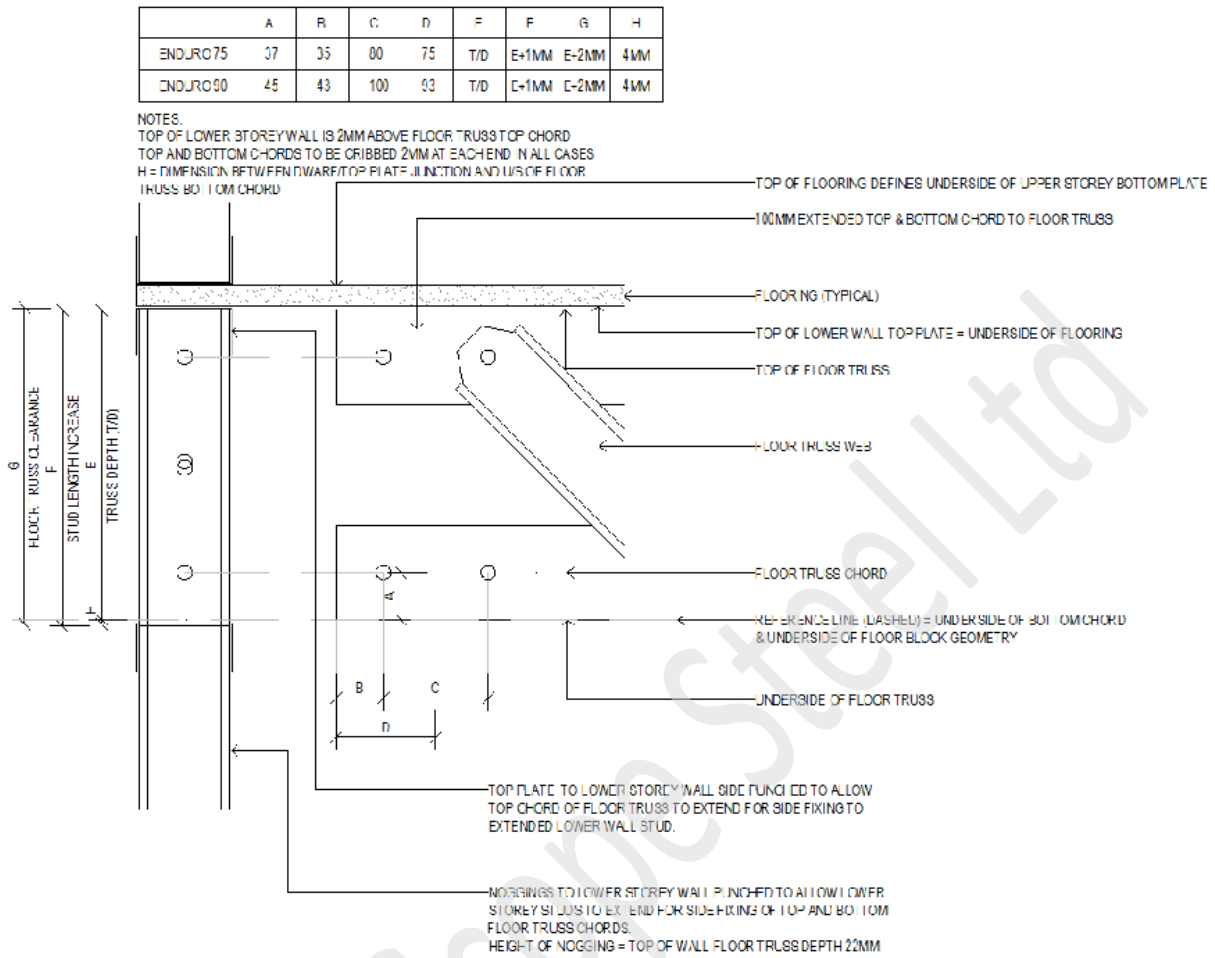 A B C D E F G H
ENDURO75 37 35 80 75 T/D E+1MM E+2MM 4MM
ENDURO90 45 43 100 93 T/D E+1MM E+2MM 4MM
NOTES.
TOP OF LOWER STOREY WALL IS 2MM ABOVE FLOOR TRUSS TOP CHORD
TOP AND BOTTOM CHORDS TO BE CRIBBED 2MM AT EACH END IN ALL CASES
H = DIMENSION BETWEEN DWARF/TOP PLATE JUNCTION AND U/S OF FLOOR
TRUSS BOTTOM CHORD
TOP OF FLOORING DEFINES UNDERSIDE OF UPPER STOREY BOTTOM PLATE
100MM EXTENDED TOP & BOTTOM CHORD TO FLOOR TRUSS
FLOORING (TYPICAL)
TOP OF LOWER WALL TOP PLATE = UNDERSIDE OF FLOORING
TOP OF FLOOR TRUSS
FLOOR TRUSS WEB
FLOOR TRUSS CHORD
REFERENCE LINE (DASHED) = UNDERSIDE OF BOTTOM CHORD
& UNDERSIDE OF FLOOR BLOCK GEOMETRY
UNDERSIDE OF FLOOR TRUSS
G
FLOOR TRUSS CLEARANCE
F
STUD LENGTH INCREASE
E
TRUSS DEPTH (T/D)
H
A
B
C
D
TOP PLATE TO LOWER STOREY WALL SIDE PUNCHED TO ALLOW
TOP CHORD OF FLOOR TRUSS TO EXTEND FOR SIDE FIXING TO
EXTENDED LOWER WALL STUD.
NOGGINGS TO LOWER STOREY WALL PUNCHED TO ALLOW LOWER
STOREY STUDS TO EXTEND FOR SIDE FIXING OF TOP AND BOTTOM
FLOOR TRUSS CHORDS.
HEIGHT OF NOGGING = TOP OF WALL FLOOR TRUSS DEPTH 22MM
Steel Ltd